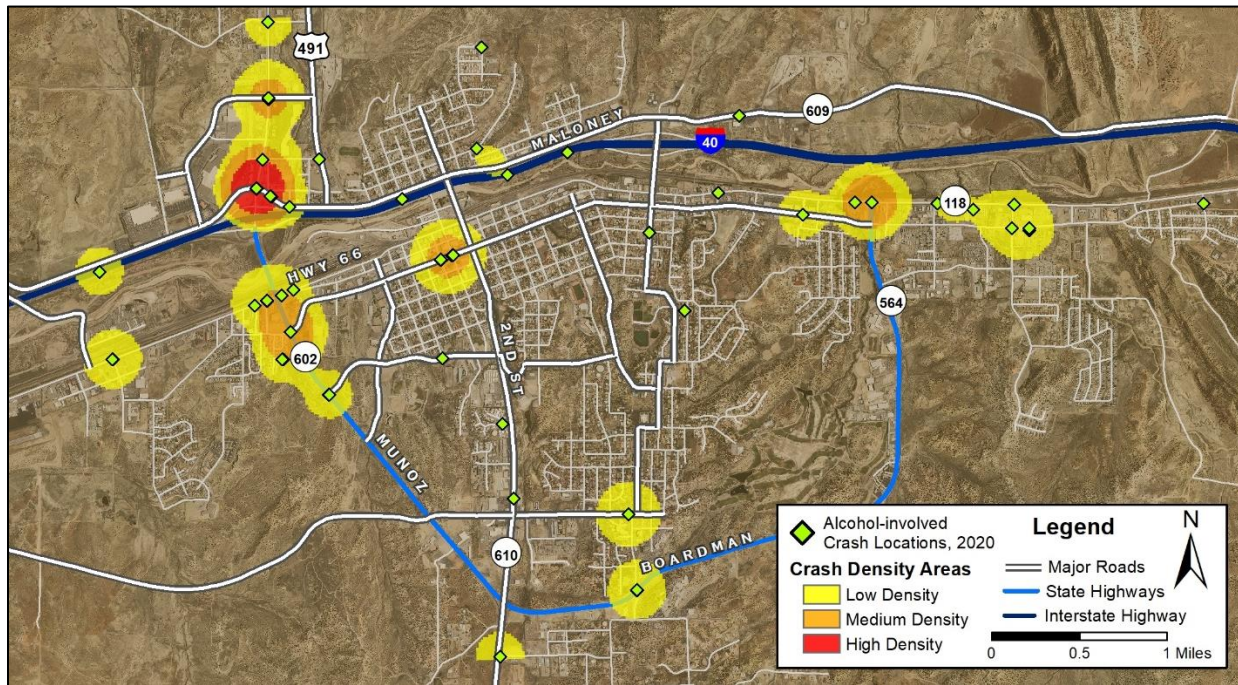 491
MALONEY
609
40
118
HWY 66
564
2ND ST
602
MUNOZ
610
BOARDMAN
Alcohol-involved
Crash Locations, 2020
Crash Density Areas
Low Density
Medium Density
High Density
Legend
N
Major Roads
State Highways
Interstate Highway
0 0.5 1 Miles